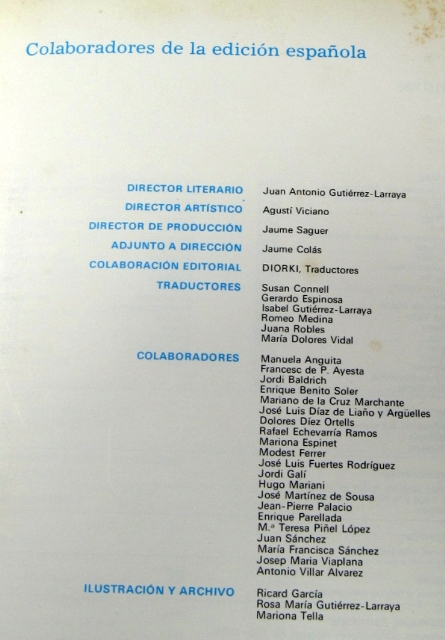 Colaboradores de la edición española
DIRECTOR LITERARIO Juan Antonio Gutiérrez-Larraya
DIRECTOR ARTÍSTICO Agustí Viciano
DIRECTOR DE PRODUCCIÓN Jaume Saguer
ADJUNTO A DIRECCIÓN Jaume Colás
COLABORACIÓN EDITORIAL DIORKI, Traductores
TRADUCTORES Susan Connell
Gerardo Espinosa
Isabel Gutiérrez-Larraya
Romeo Medina
Juana Robles
María Dolores Vidal
COLABORADORES Manuela Anguita
Francesc de P. Ayesta
Jordi Baldrich
Enrique Benito Soler
Mariano de la Cruz Marchante
José Luis Díaz de Liaño y Argüelles
Dolores Díez Ortells
Rafael Echevarría Ramos
Mariona Espinet
Modest Ferrer
José Luis Fuertes Rodríguez
Jordi Galí
Hugo Mariani
José Martínez de Sousa
Jean-Pierre Palacio
Enrique Parellada
M.ª Teresa Piñel López
Juan Sánchez
María Francisca Sánchez
Josep Maria Viaplana
Antonio Villar Alvarez
ILUSTRACIÓN Y ARCHIVO Ricard García
Rosa María Gutiérrez-Larraya
Mariona Tella